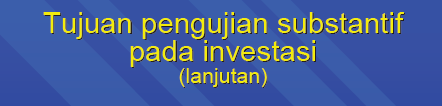 Tujuan pengujian substantif
pada investasi
(lanjutan)